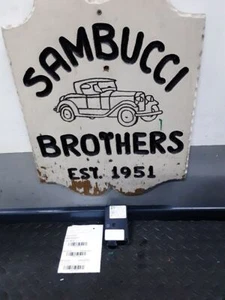 SAMBUCCI
BROTHERS
EST. 1951